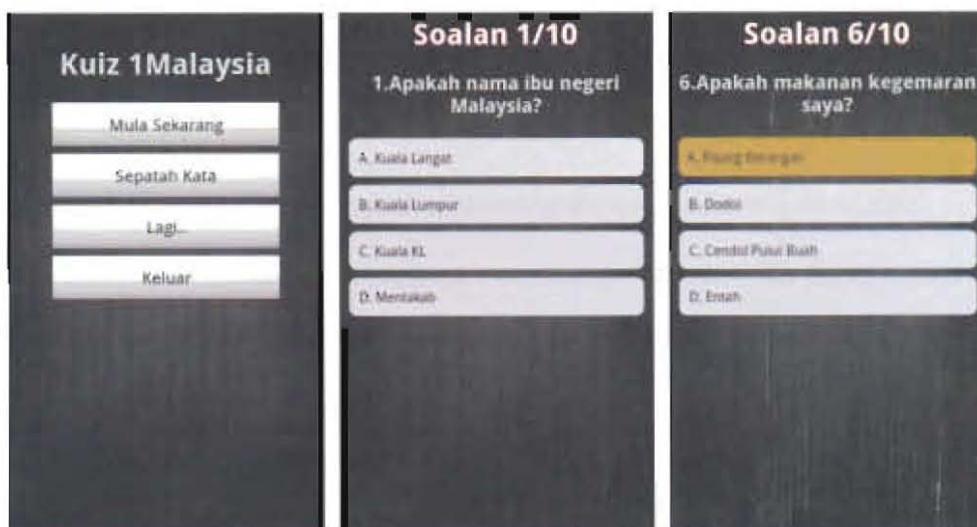 Kuiz 1Malaysia
Mula Sekarang
Sepatah Kata
Lagi...
Keluar
Soalan 1/10
1.Apakah nama ibu negeri
Malaysia?
A. Kuala Langat
B. Kuala Lumpur
C. Kuala KL
D. Mentakab
Soalan 6/10
6.Apakah makanan kegemaran
saya?
A. Pisang
B. Dodol
C. Cendol Pulut Buah
D. Entah